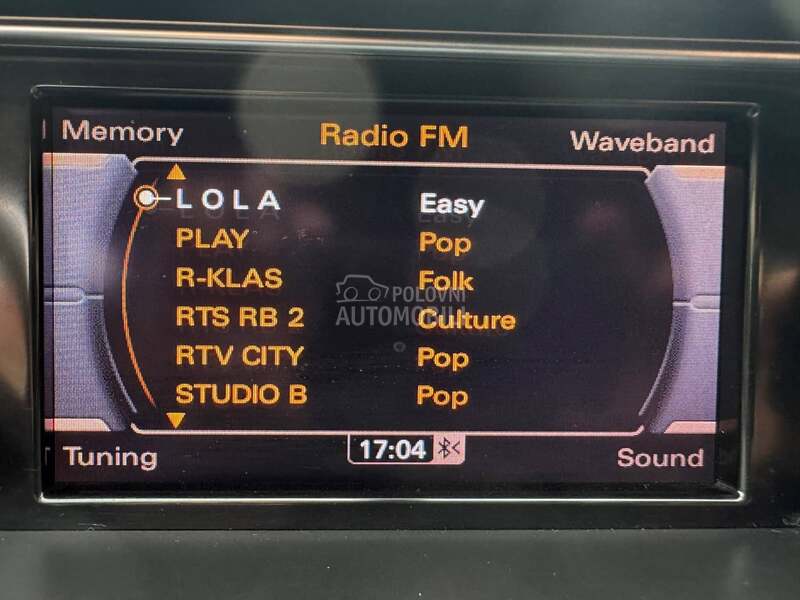 Memory Radio FM Waveband
L O L A Easy
PLAY Pop
R-KLAS Folk
RTS RB 2 Culture
RTV CITY Pop
STUDIO B Pop
Tuning 17:04 Sound
POLOVNI
AUTOMOBILI